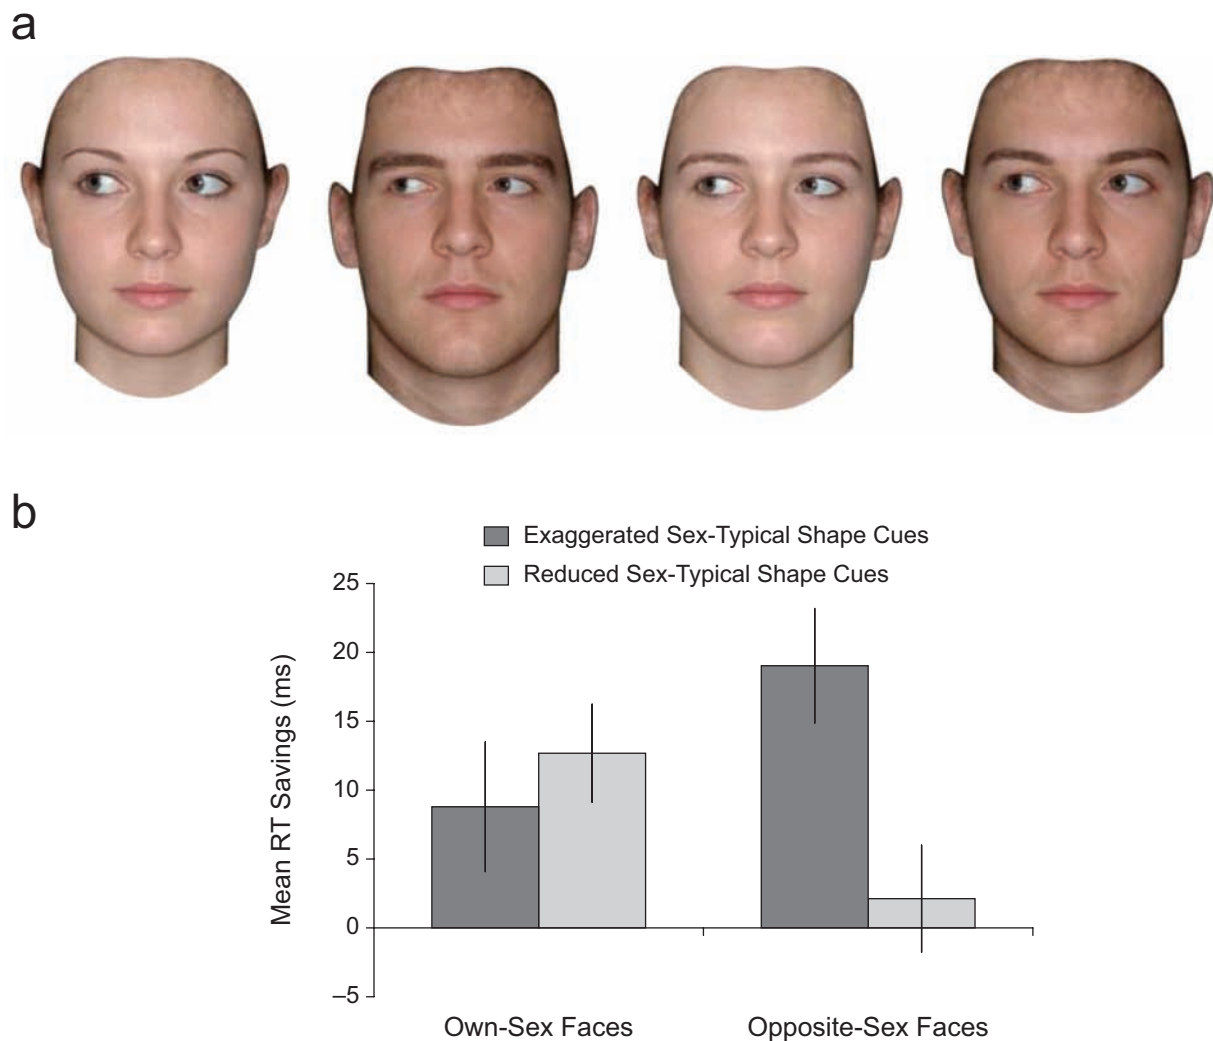 a
b
Exaggerated Sex-Typical Shape Cues
Reduced Sex-Typical Shape Cues
25
20
15
10
5
0
–5
Mean RT Savings (ms)
Own-Sex Faces
Opposite-Sex Faces